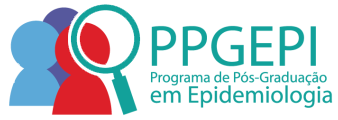 PPGEPI
Programa de Pós-Graduação
em Epidemiologia